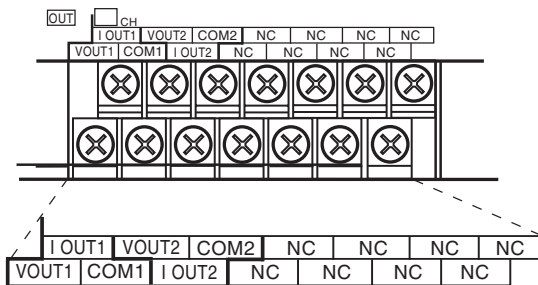 OUT CH
I OUT1 VOUT2 COM2 NC NC NC NC
VOUT1 COM1 I OUT2 NC NC NC NC
I OUT1 VOUT2 COM2 NC NC NC NC
VOUT1 COM1 I OUT2 NC NC NC NC